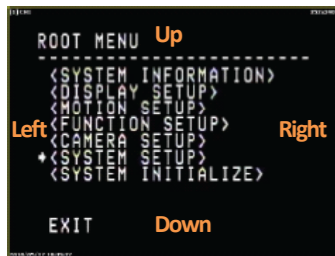 ROOT MENU Up
<SYSTEM INFORMATION>
<DISPLAY SETUP>
<MOTION SETUP>
Left <FUNCTION SETUP> Right
<CAMERA SETUP>
<SYSTEM SETUP>
<SYSTEM INITIALIZE>
EXIT Down